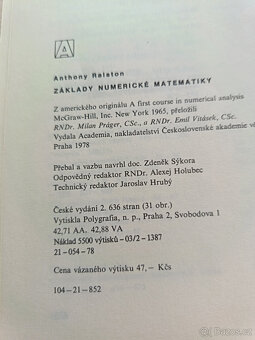 A
Anthony Ralston
ZÁKLADY NUMERICKÉ MATEMATIKY
Z amerického originálu A first course in numerical analysis
McGraw-Hill, Inc. New York 1965, přeložili
RNDr. Milan Práger, CSc., a RNDr. Emil Vitásek, CSc.
Vydala Academia, nakladatelství Československé akademie vě
Praha 1978
Přebal a vazbu navrhl doc. Zdeněk Sýkora
Odpovědný redaktor RNDr. Alexej Holubec
Technický redaktor Jaroslav Hrubý
České vydání 2. 636 stran (31 obr.)
Vytiskla Polygrafia, n. p., Praha 2, Svobodova 1
42,71 AA. 42,88 VA
Náklad 5500 výtisků — 03/2 - 1387
21 - 054 - 78
Cena vázaného výtisku 47,— Kčs
104 - 21 - 852
sbazar.cz